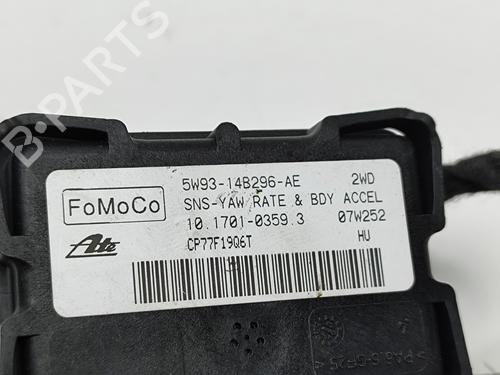 B-PARTS
5W93-14B296-AE 2WD
FoMoCo
SNS-YAW RATE & BDY ACCEL
10.1701-0359.3 07W252
Ate
CP77F19Q6T HU